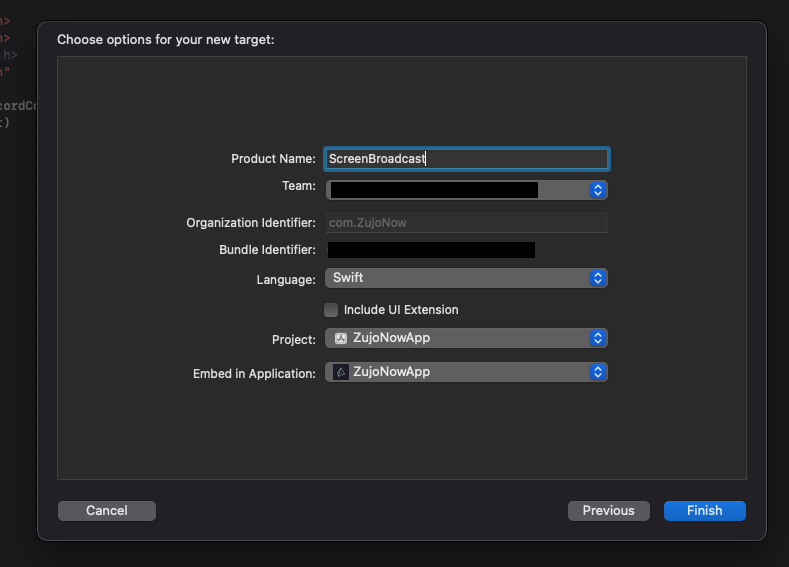 h>
Choose options for your new target:
h>
.h>
h"
cordCo
t)
Product Name: ScreenBroadcast
Team:
Organization Identifier: com.ZujoNow
Bundle Identifier:
Language: Swift
Include UI Extension
Project: ZujoNowApp
Embed in Application: ZujoNowApp
Cancel Previous Finish